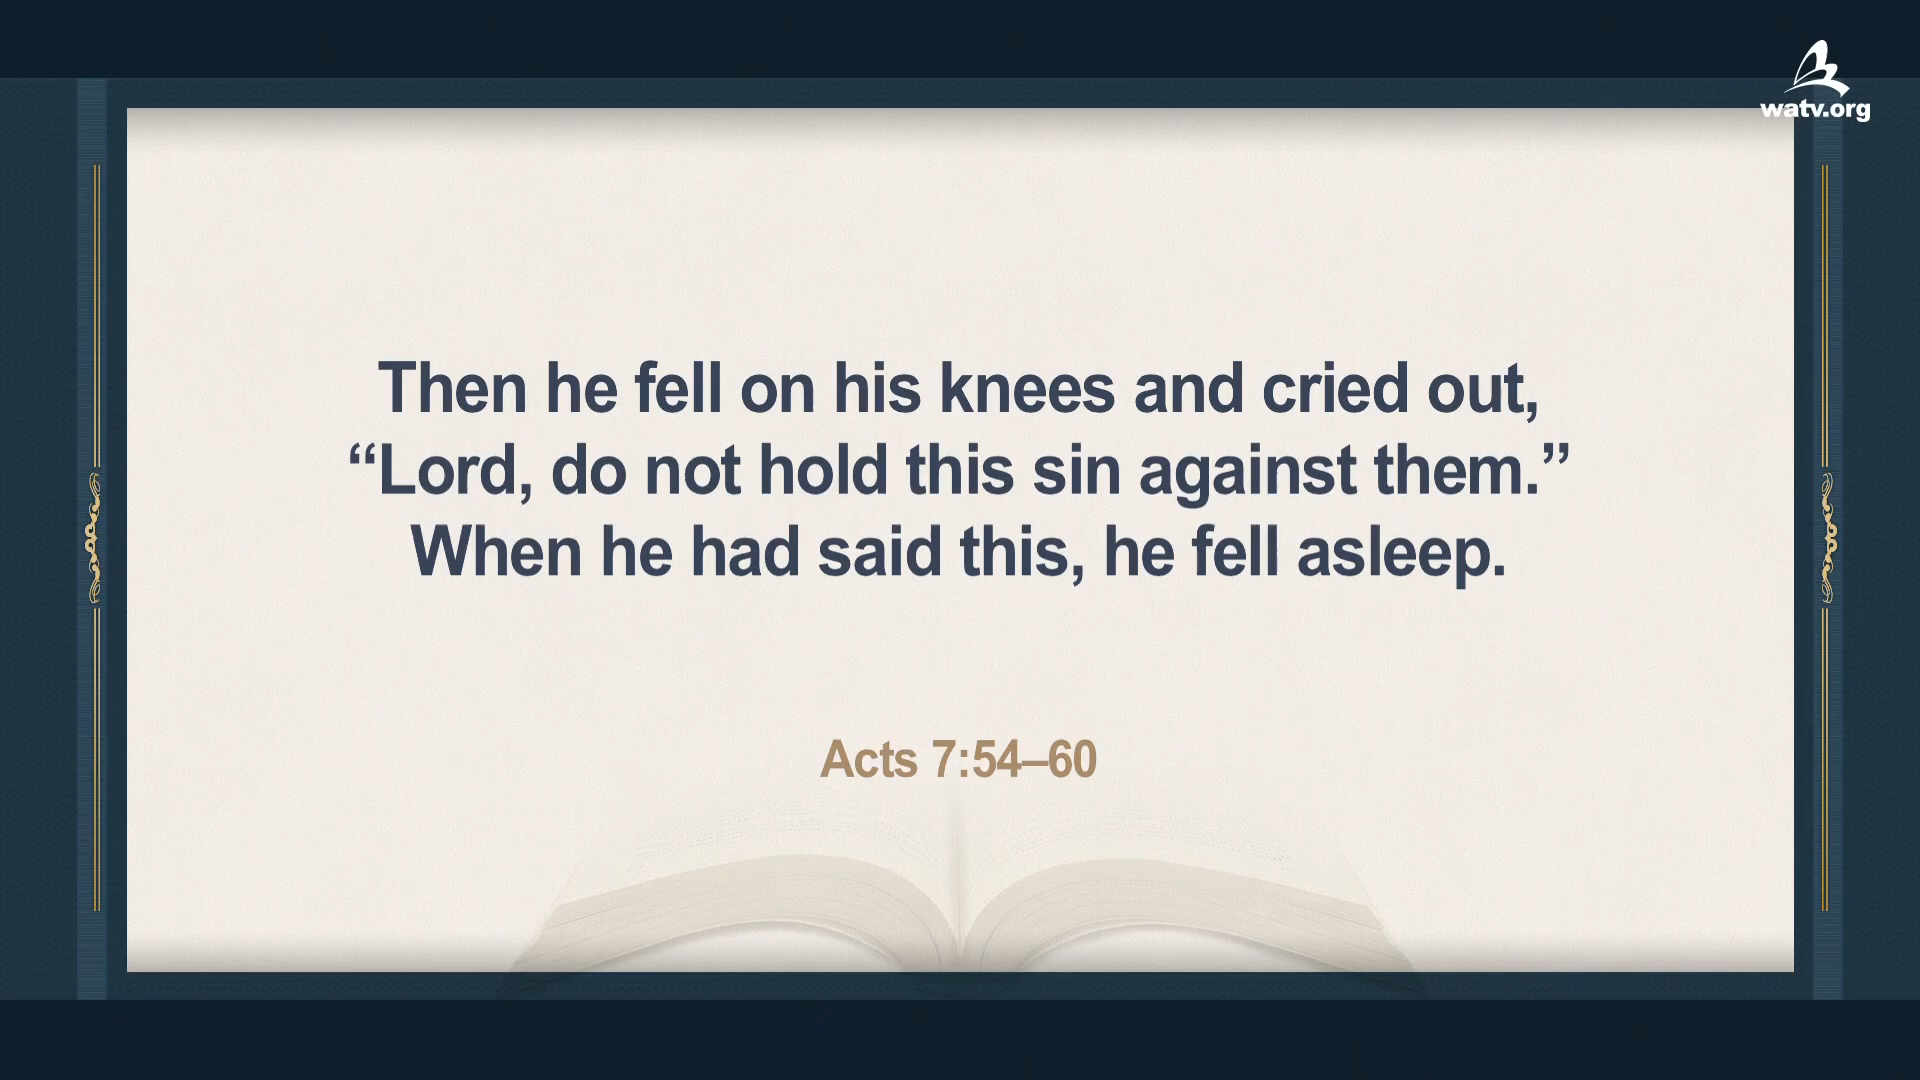 watv.org
Then he fell on his knees and cried out,
“Lord, do not hold this sin against them.”
When he had said this, he fell asleep.
Acts 7:54–60